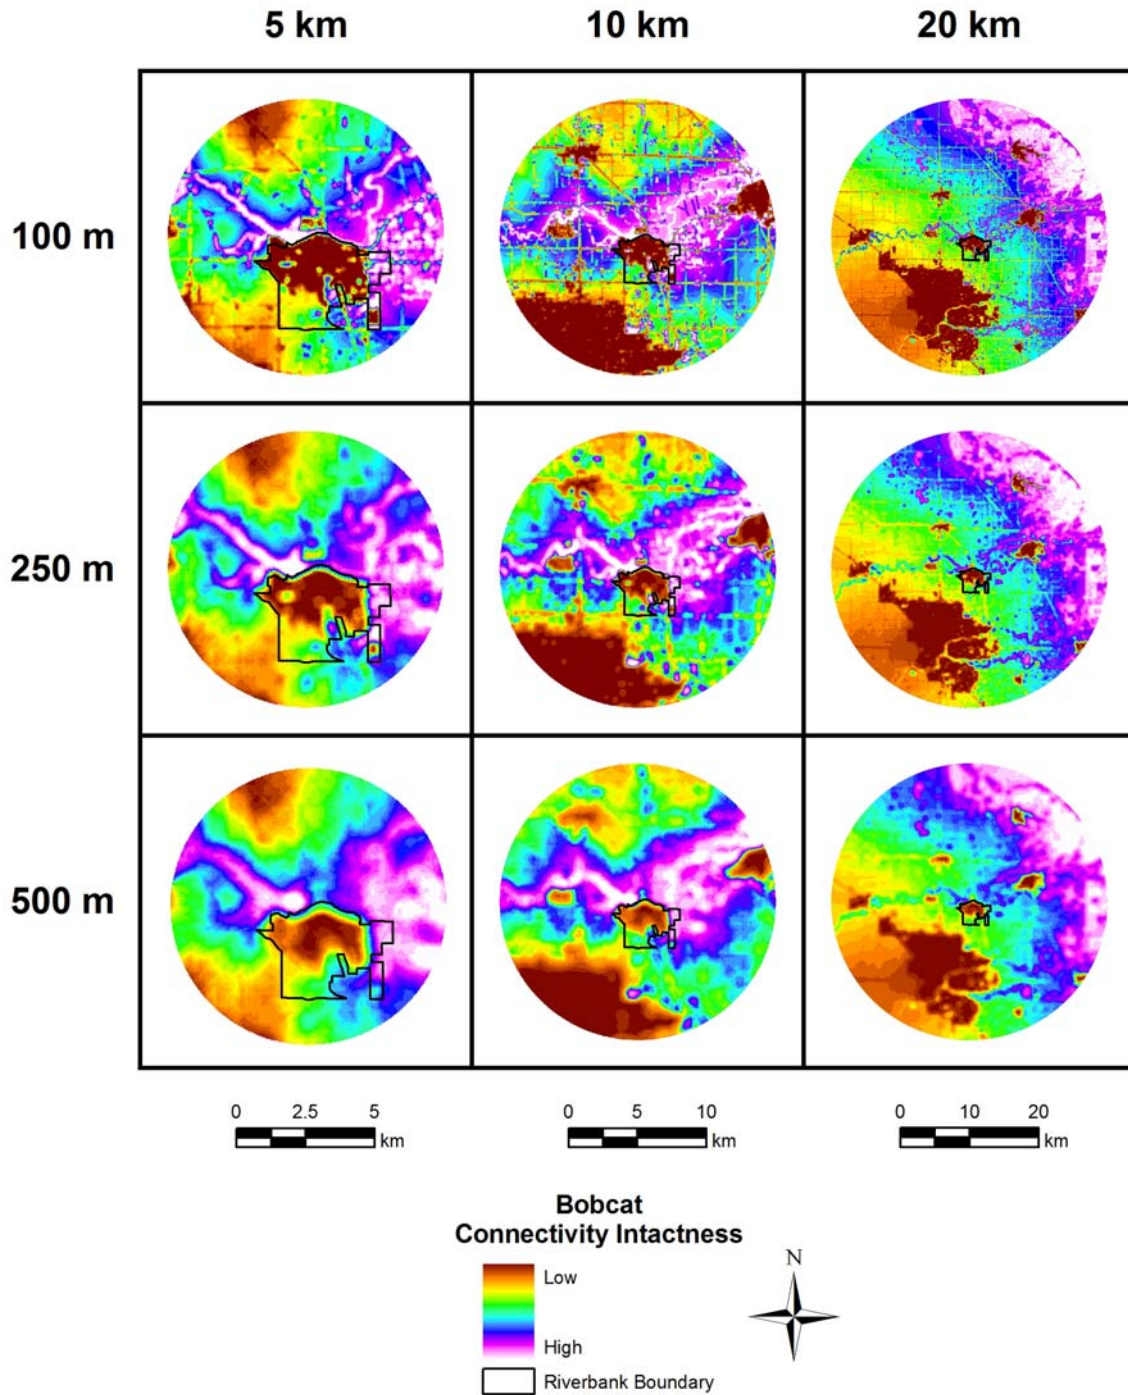 5 km 10 km 20 km
100 m
250 m
500 m
0 2.5 5 km
0 5 10 km
0 10 20 km
Bobcat
Connectivity Intactness
Low
High
Riverbank Boundary
N